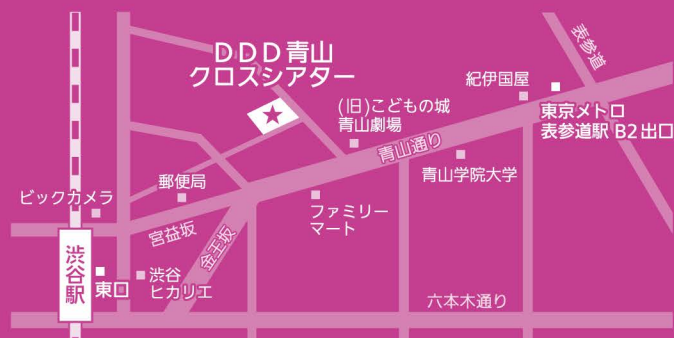 DDD青山
クロスシアター
表参道
紀伊国屋
東京メトロ
表参道駅 B2出口
(旧)こどもの城
青山劇場
青山通り
青山学院大学
郵便局
ビックカメラ
ファミリー
マート
宮益坂
金王坂
渋谷駅
東口
渋谷
ヒカリエ
六本木通り